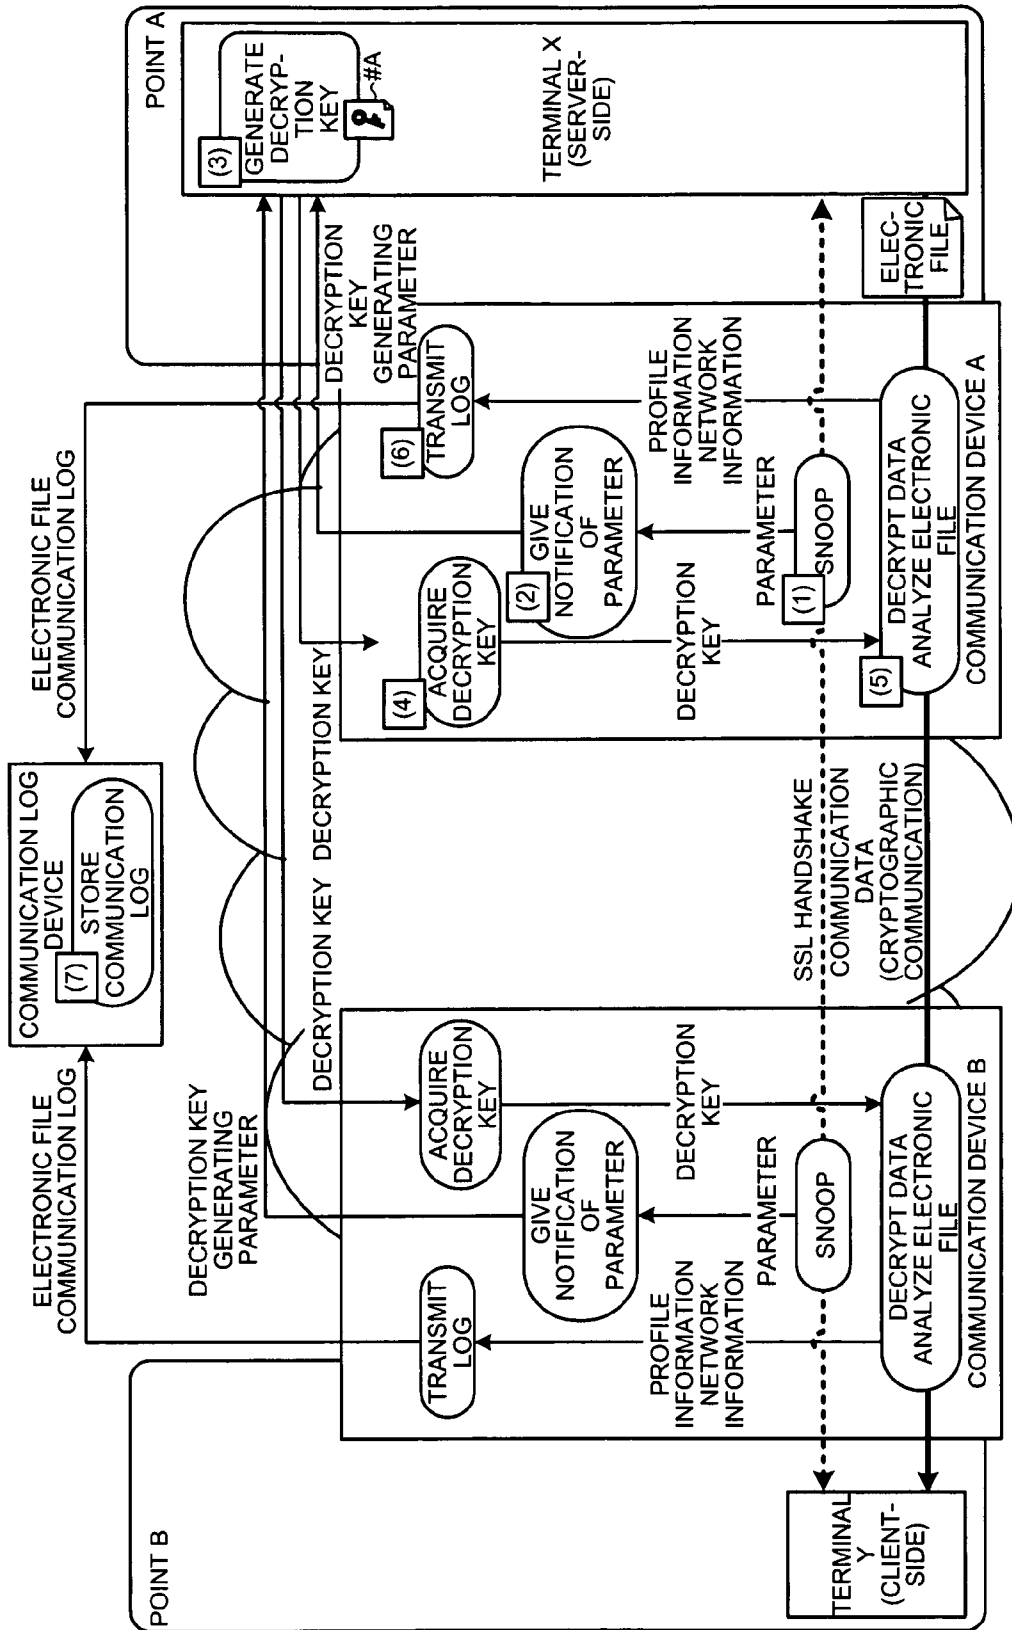 POINT A
(3)
GENERATE
DECRYP-
TION
KEY
#A
TERMINAL X
(SERVER-
SIDE)
ELEC-
TRONIC
FILE
DECRYPTION
KEY
GENERATING
PARAMETER
(6)
TRANSMIT
LOG
PROFILE
INFORMATION
NETWORK
INFORMATION
(2)
GIVE
NOTIFICATION
OF
PARAMETER
PARAMETER
(1)
SNOOP
(4)
ACQUIRE
DECRYPTION
KEY
DECRYPTION
KEY
(5)
DECRYPT DATA
ANALYZE ELECTRONIC
FILE
COMMUNICATION DEVICE A
ELECTRONIC FILE
COMMUNICATION LOG
COMMUNICATION LOG
DEVICE
(7)
STORE
COMMUNICATION
LOG
DECRYPTION KEY
DECRYPTION KEY
SSL HANDSHAKE
COMMUNICATION
DATA
(CRYPTOGRAPHIC
COMMUNICATION)
ELECTRONIC FILE
COMMUNICATION LOG
DECRYPTION KEY
GENERATING
PARAMETER
ACQUIRE
DECRYPTION
KEY
DECRYPTION
KEY
GIVE
NOTIFICATION
OF
PARAMETER
PARAMETER
SNOOP
TRANSMIT
LOG
PROFILE
INFORMATION
NETWORK
INFORMATION
DECRYPT DATA
ANALYZE ELECTRONIC
FILE
COMMUNICATION DEVICE B
POINT B
TERMINAL
Y
(CLIENT-
SIDE)